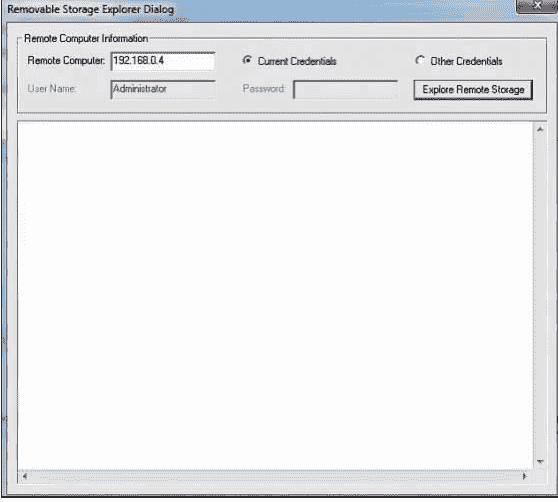 Removable Storage Explorer Dialog
Remote Computer Information
Remote Computer: 192.168.0.4 Current Credentials Other Credentials
User Name: Administrator Password: Explore Remote Storage